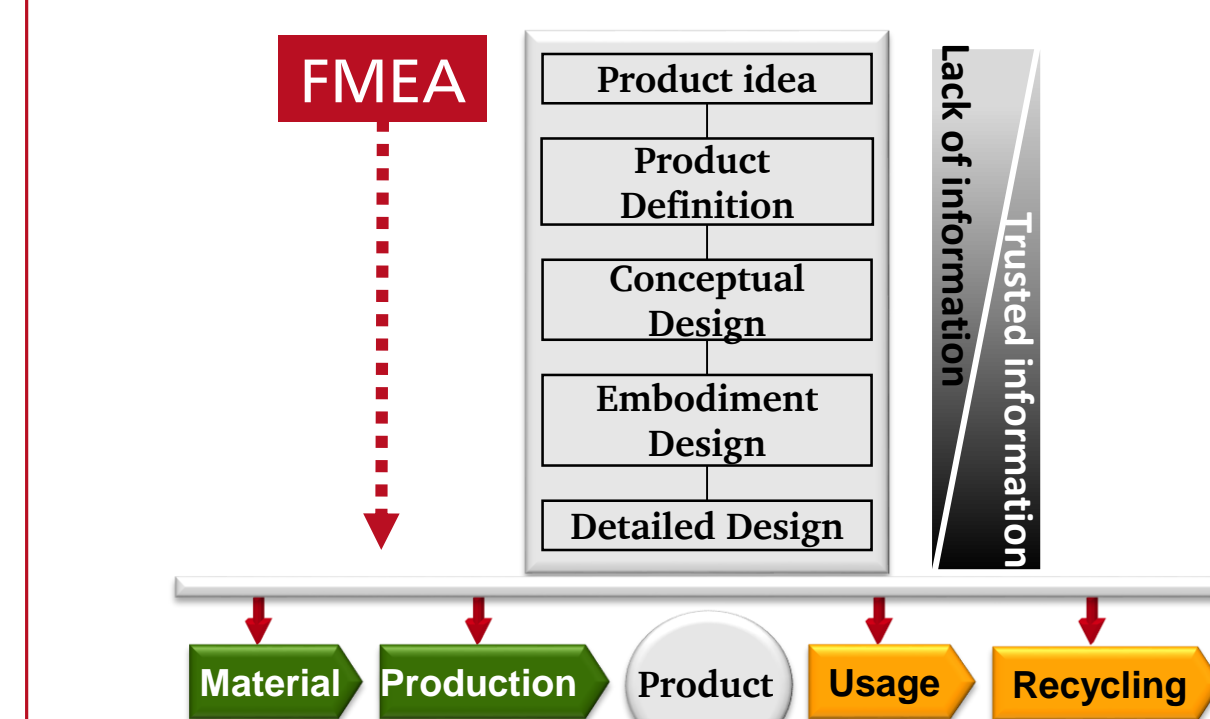 FMEA
Product idea
Product
Definition
Conceptual
Design
Embodiment
Design
Detailed Design
Lack of information
Trusted information
Material
Production
Product
Usage
Recycling